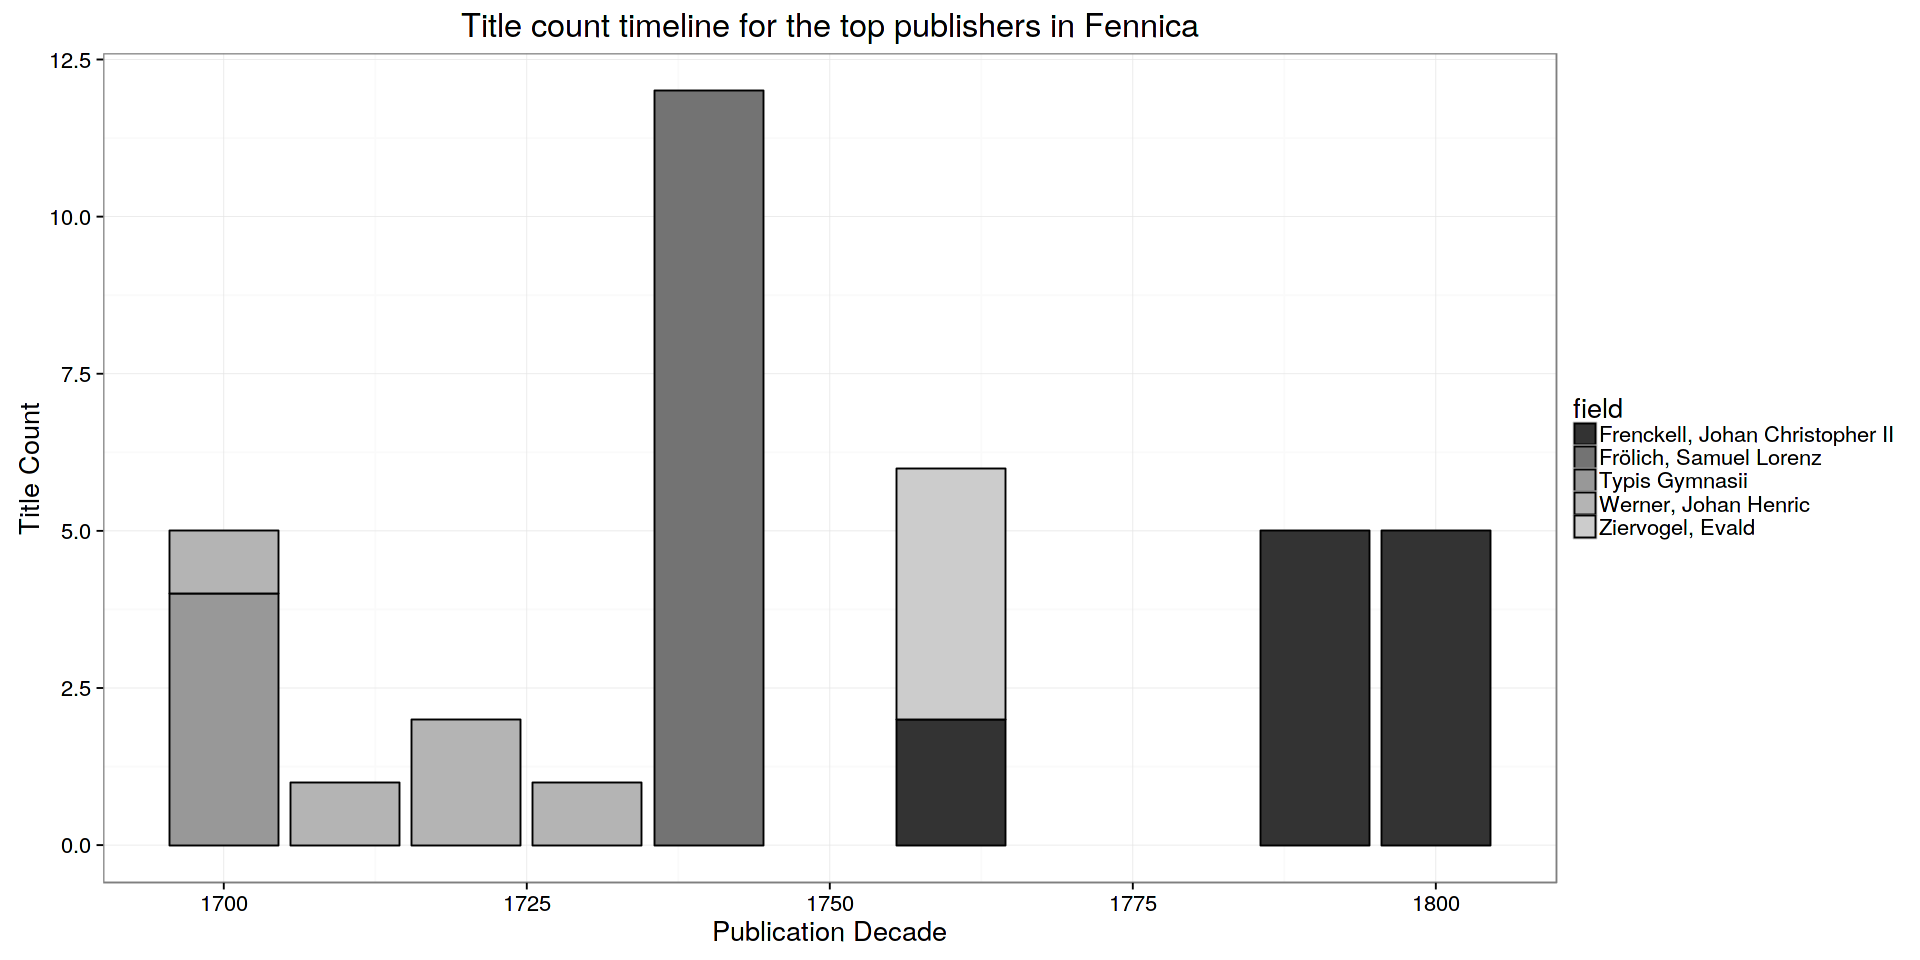 Title count timeline for the top publishers in Fennica
12.5
10.0
7.5
5.0
2.5
0.0
Title Count
1700 1725 1750 1775 1800
Publication Decade
field
Frenckell, Johan Christopher II
Frölich, Samuel Lorenz
Typis Gymnasii
Werner, Johan Henric
Ziervogel, Evald